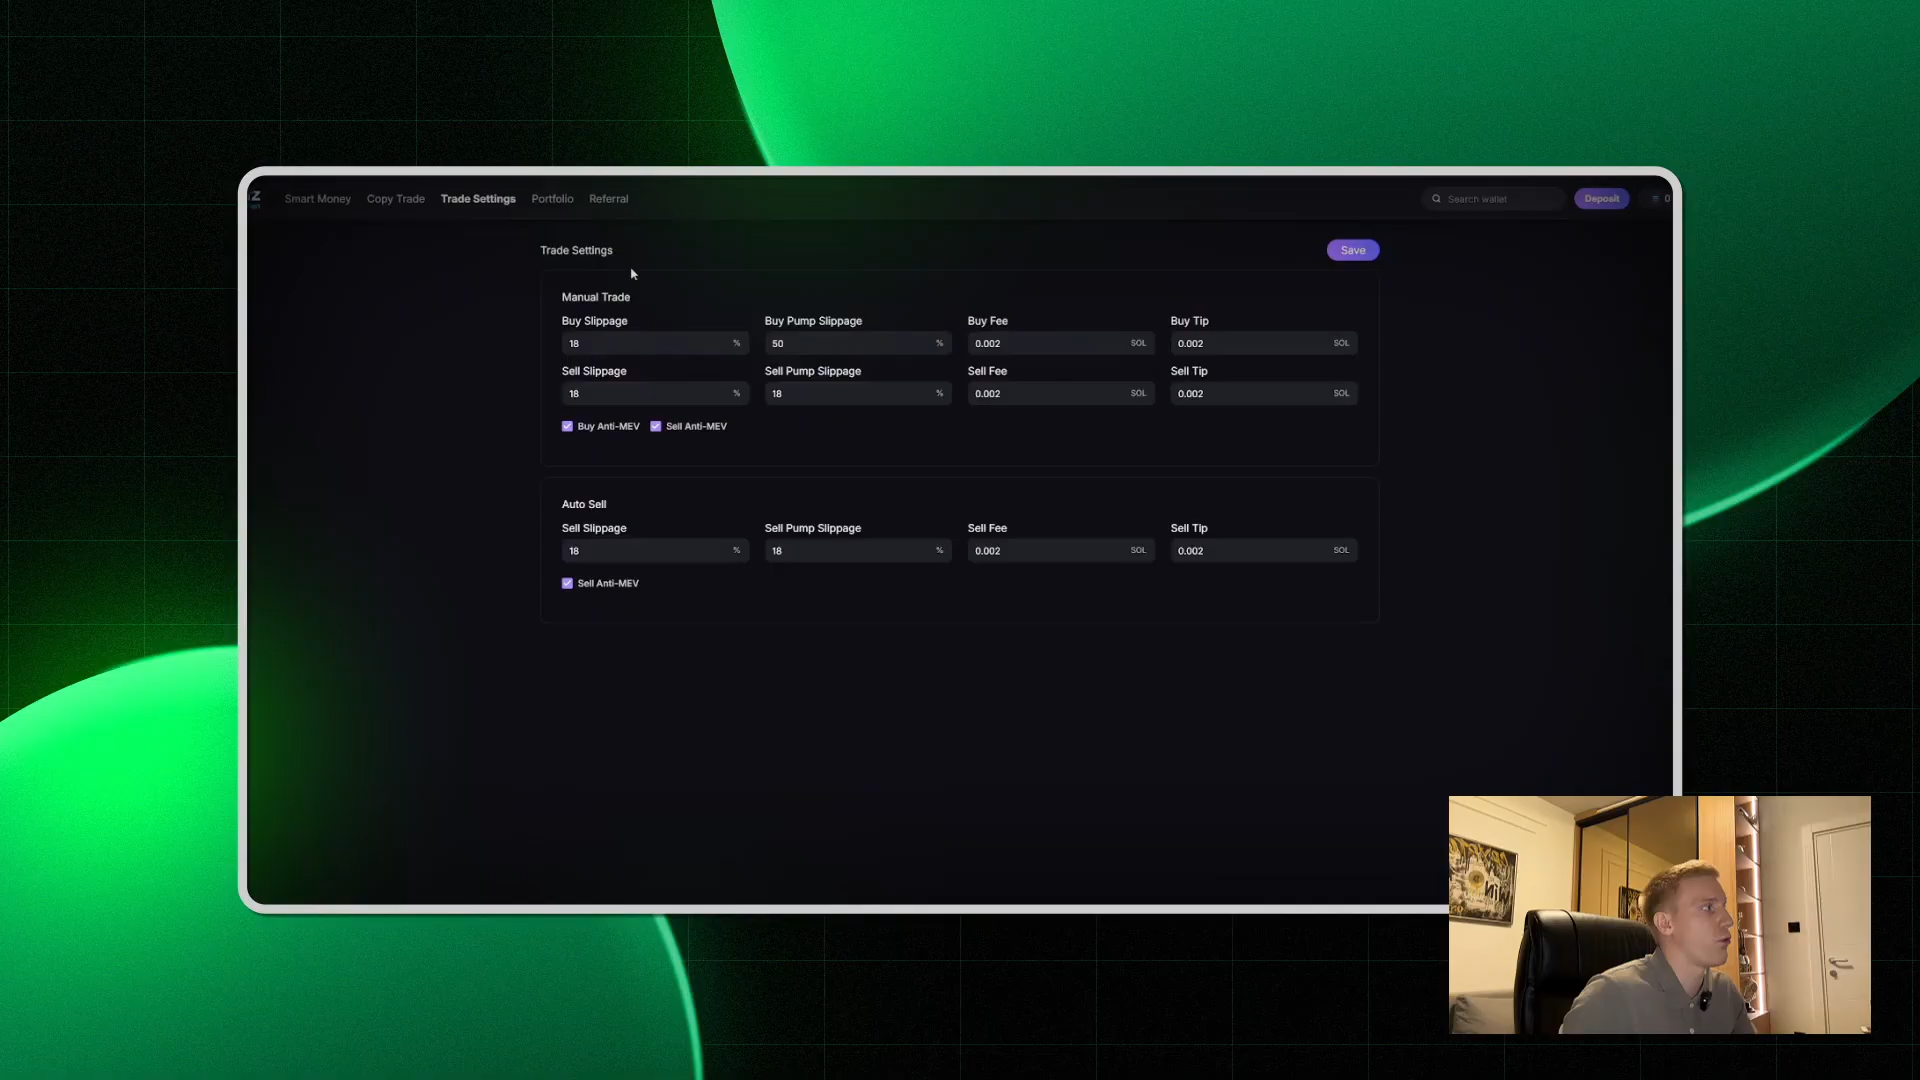 Smart Money Copy Trade Trade Settings Portfolio Referral Search wallet Deposit 0
Trade Settings Save
Manual Trade
Buy Slippage Buy Pump Slippage Buy Fee Buy Tip
18 % 50 % 0.002 SOL 0.002 SOL
Sell Slippage Sell Pump Slippage Sell Fee Sell Tip
18 % 18 % 0.002 SOL 0.002 SOL
Buy Anti-MEV Sell Anti-MEV
Auto Sell
Sell Slippage Sell Pump Slippage Sell Fee Sell Tip
18 % 18 % 0.002 SOL 0.002 SOL
Sell Anti-MEV